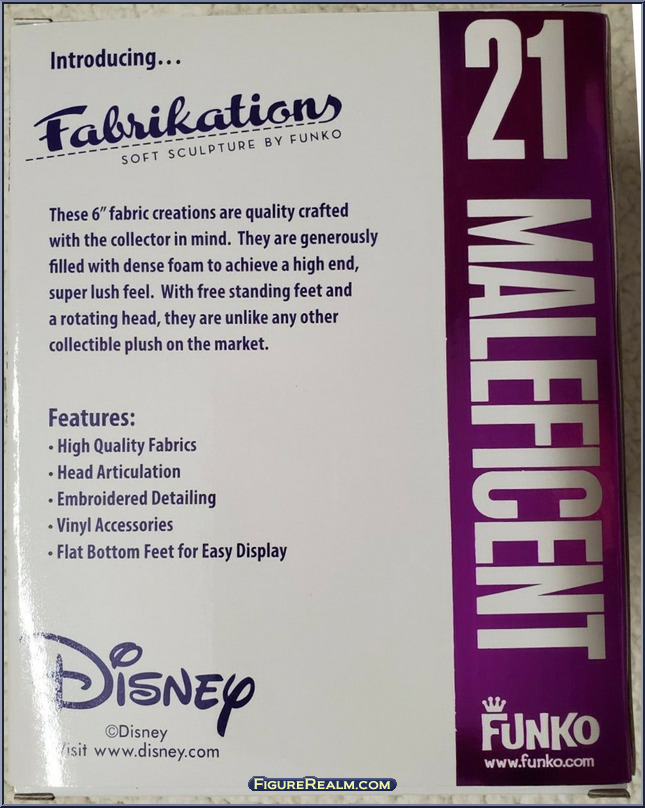 Introducing...
Fabrikations
SOFT SCULPTURE BY FUNKO
These 6” fabric creations are quality crafted
with the collector in mind. They are generously
filled with dense foam to achieve a high end,
super lush feel. With free standing feet and
a rotating head, they are unlike any other
collectible plush on the market.
Features:
• High Quality Fabrics
• Head Articulation
• Embroidered Detailing
• Vinyl Accessories
• Flat Bottom Feet for Easy Display
Disney
©Disney
Visit www.disney.com
21
MALEFICENT
FUNKO
www.funko.com
FIGUREREALM.COM